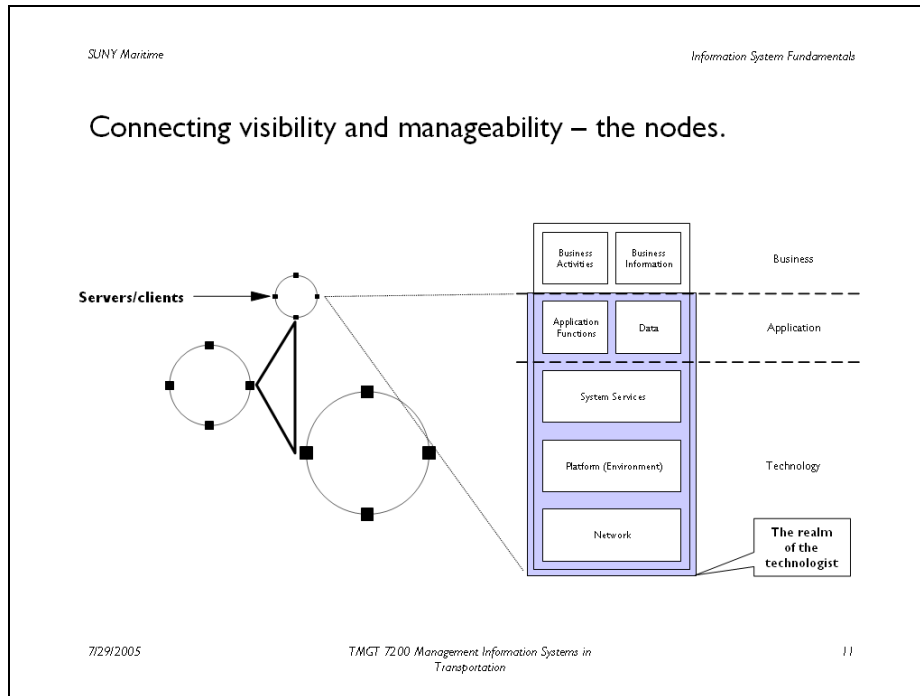 SUNY Maritime
Information System Fundamentals
Connecting visibility and manageability – the nodes.
Servers/clients
Business
Activities
Business
Information
Business
Application
Functions
Data
Application
System Services
Platform (Environment)
Technology
Network
The realm
of the
technologist
7/29/2005
TMGT 7200 Management Information Systems in
Transportation
11